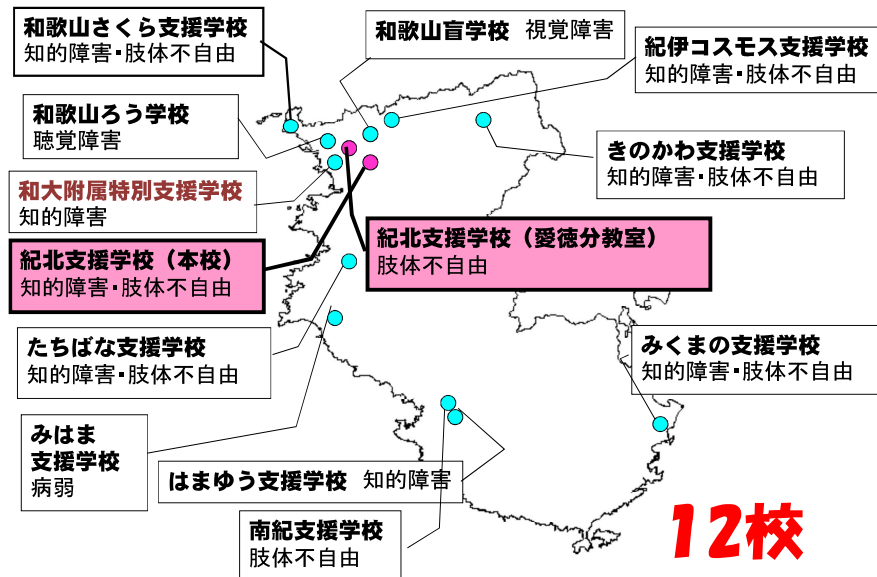 和歌山さくら支援学校
知的障害・肢体不自由
和歌山盲学校 視覚障害
紀伊コスモス支援学校
知的障害・肢体不自由
和歌山ろう学校
聴覚障害
きのかわ支援学校
知的障害・肢体不自由
和大附属特別支援学校
知的障害
紀北支援学校（本校）
知的障害・肢体不自由
紀北支援学校（愛徳分教室）
肢体不自由
たちばな支援学校
知的障害・肢体不自由
みくまの支援学校
知的障害・肢体不自由
みはま
支援学校
病弱
はまゆう支援学校 知的障害
南紀支援学校
肢体不自由
12校